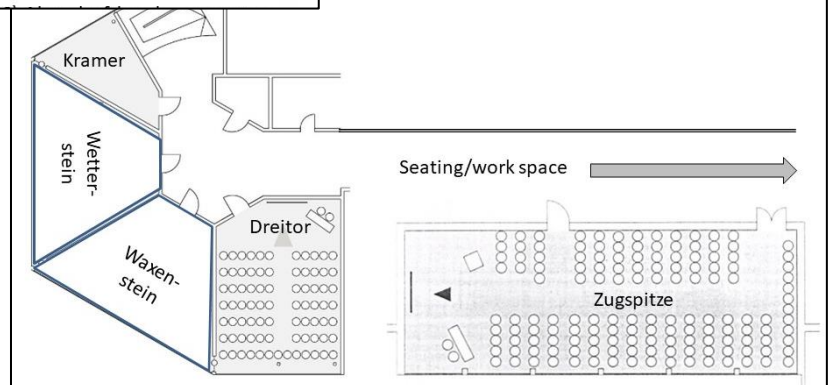 Kramer
Wetter-
stein
Waxen-
stein
Dreitor
Seating/work space
Zugspitze